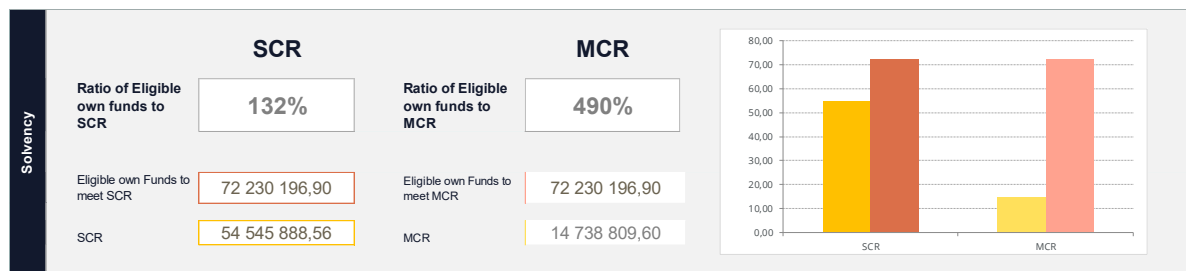 Solvency
SCR
Ratio of Eligible
own funds to
SCR
132%
Eligible own Funds to
meet SCR
72 230 196,90
SCR
54 545 888,56
MCR
Ratio of Eligible
own funds to
MCR
490%
Eligible own Funds to
meet MCR
72 230 196,90
MCR
14 738 809,60
80,00
70,00
60,00
50,00
40,00
30,00
20,00
10,00
0,00
SCR
MCR